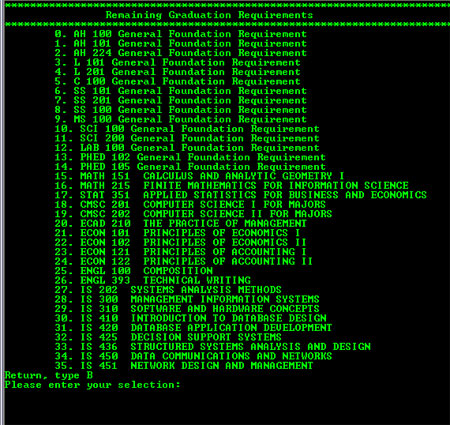 ****************************************************************************
Remaining Graduation Requirements
****************************************************************************
0. AH 100 General Foundation Requirement
1. AH 101 General Foundation Requirement
2. AH 224 General Foundation Requirement
3. L 101 General Foundation Requirement
4. L 201 General Foundation Requirement
5. C 100 General Foundation Requirement
6. SS 101 General Foundation Requirement
7. SS 201 General Foundation Requirement
8. SS 100 General Foundation Requirement
9. MS 100 General Foundation Requirement
10. SCI 100 General Foundation Requirement
11. SCI 200 General Foundation Requirement
12. LAB 100 General Foundation Requirement
13. PHED 102 General Foundation Requirement
14. PHED 105 General Foundation Requirement
15. MATH 151 CALCULUS AND ANALYTIC GEOMETRY I
16. MATH 215 FINITE MATHEMATICS FOR INFORMATION SCIENCE
17. STAT 351 APPLIED STATISTICS FOR BUSINESS AND ECONOMICS
18. CMSC 201 COMPUTER SCIENCE I FOR MAJORS
19. CMSC 202 COMPUTER SCIENCE II FOR MAJORS
20. ECAD 210 THE PRACTICE OF MANAGEMENT
21. ECON 101 PRINCIPLES OF ECONOMICS I
22. ECON 102 PRINCIPLES OF ECONOMICS II
23. ECON 121 PRINCIPLES OF ACCOUNTING I
24. ECON 122 PRINCIPLES OF ACCOUNTING II
25. ENGL 100 COMPOSITION
26. ENGL 393 TECHNICAL WRITING
27. IS 202 SYSTEMS ANALYSIS METHODS
28. IS 300 MANAGEMENT INFORMATION SYSTEMS
29. IS 310 SOFTWARE AND HARDWARE CONCEPTS
30. IS 410 INTRODUCTION TO DATABASE DESIGN
31. IS 420 DATABASE APPLICATION DEVELOPMENT
32. IS 425 DECISION SUPPORT SYSTEMS
33. IS 436 STRUCTURED SYSTEMS ANALYSIS AND DESIGN
34. IS 450 DATA COMMUNICATIONS AND NETWORKS
35. IS 451 NETWORK DESIGN AND MANAGEMENT
Return, type B
Please enter your selection: